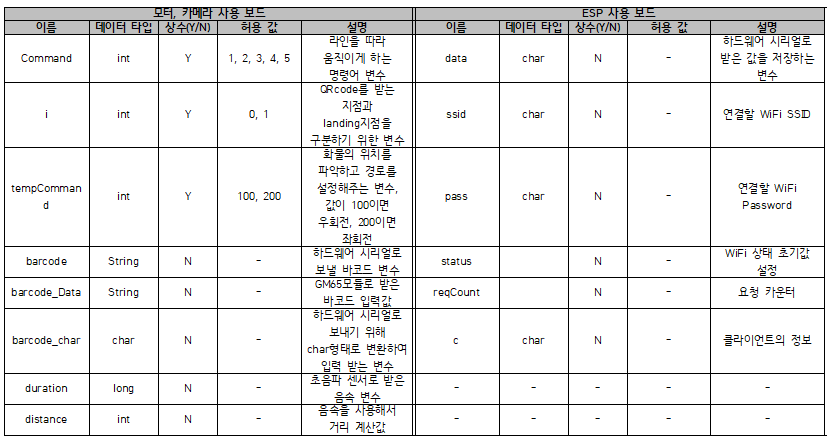 모터, 카메라 사용 보드 ESP 사용 보드
이름 데이터 타입 상수(Y/N) 허용 값 설명 이름 데이터 타입 상수(Y/N) 허용 값 설명
Command int Y 1, 2, 3, 4, 5 라인을 따라
움직이게 하는
명령어 변수 data char N - 하드웨어 시리얼로
받은 값을 저장하는
변수
i int Y 0, 1 QRcode를 받는
지점과
landing지점을
구분하기 위한 변수 ssid char N - 연결할 WiFi SSID
tempComman
d int Y 100, 200 화물의 위치를
파악하고 경로를
설정해주는 변수,
값이 100이면
우회전, 200이면
좌회전 pass char N - 연결할 WiFi
Password
barcode String N - 하드웨어 시리얼로
보낼 바코드 변수 status N - WiFi 상태 초기값
설정
barcode_Data String N - GM65모듈로 받은
바코드 입력값 reqCount N - 요청 카운터
barcode_char char N - 하드웨어 시리얼로
보내기 위해
char형태로 변환하여
입력 받는 변수 c char N - 클라이언트의 정보
duration long N - 초음파 센서로 받은
음속 변수 - - - - -
distance int N - 음속을 사용해서
거리 계산값 - - - - -